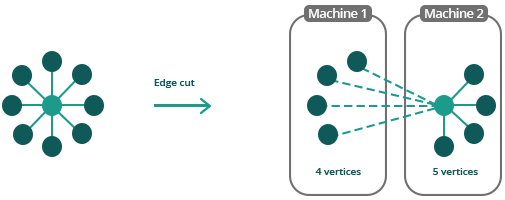 Machine 1
Machine 2
Edge cut
4 vertices
5 vertices